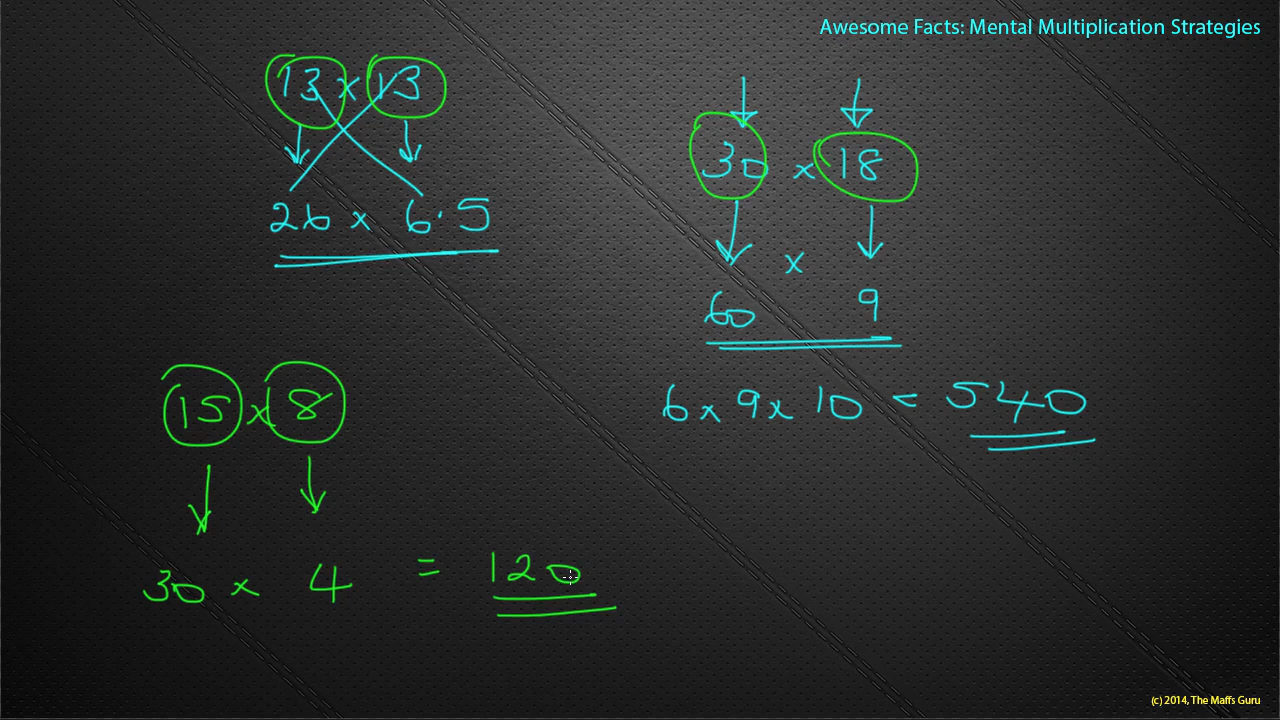 Awesome Facts: Mental Multiplication Strategies
13 x 13
26 x 6.5
30 x 18
60 x 9
6 x 9 x 10 = 540
15 x 8
30 x 4 = 120
(c) 2014, The Maffs Guru